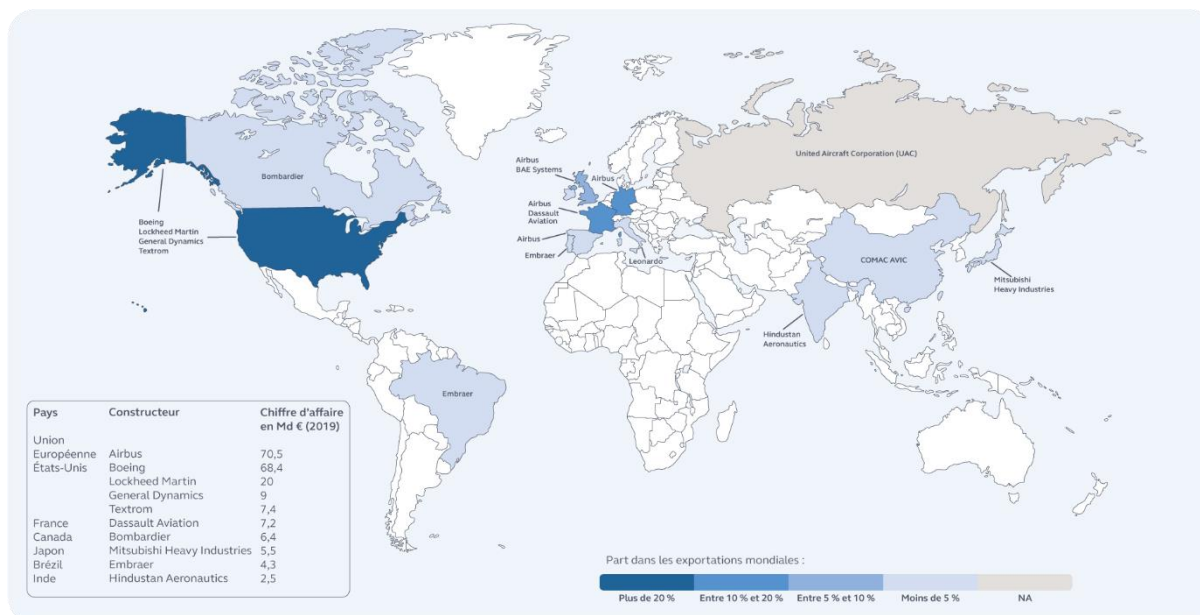 United Aircraft Corporation (UAC)
Airbus
BAE Systems
Airbus
Bombardier
Airbus
Dassault
Aviation
Boeing
Lockheed Martin
General Dynamics
Textrom
Airbus
Embraer
Leonardo
COMAC AVIC
Mitsubishi
Heavy Industries
Hindustan
Aeronautics
Embraer
Pays Constructeur Chiffre d'affaire
en Md € (2019)
Union
Européenne Airbus 70,5
États-Unis Boeing 68,4
Lockheed Martin 20
General Dynamics 9
Textrom 7,4
France Dassault Aviation 7,2
Canada Bombardier 6,4
Japon Mitsubishi Heavy Industries 5,5
Brézil Embraer 4,3
Inde Hindustan Aeronautics 2,5
Part dans les exportations mondiales :
Plus de 20 % Entre 10 % et 20 % Entre 5 % et 10 % Moins de 5 % NA